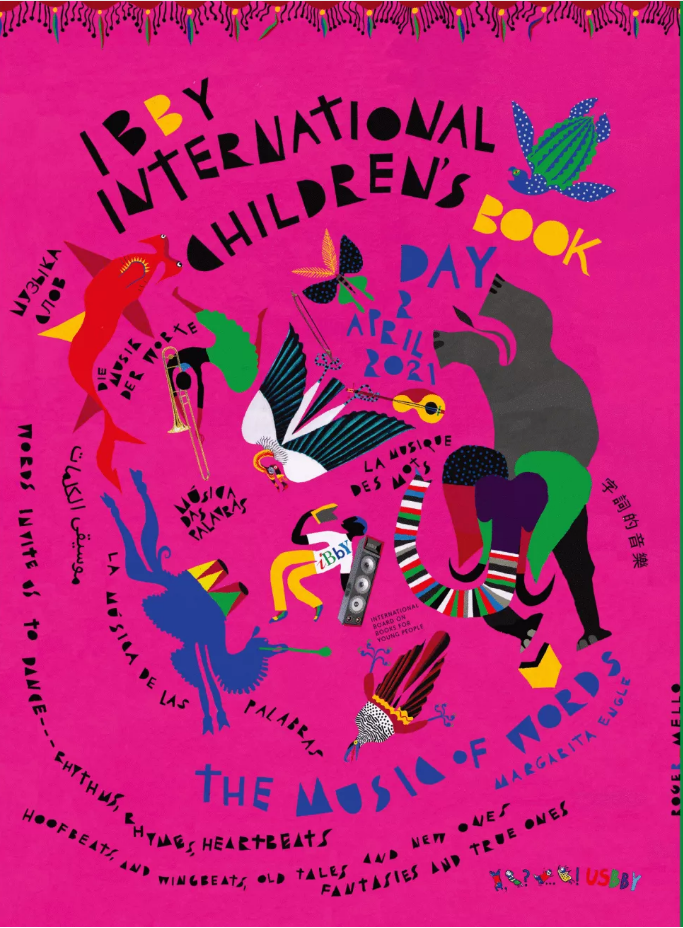 IBBY
INTERNATIONAL
CHILDREN'S
BOOK
DAY
2
APRIL
2021
МУЗЫКА
СЛОВ
DIE
MUSIK
DER WORTE
LA MUSIQUE
DES MOTS
MÚSICA
DAS
PALAVRAS
字詞的音樂
موسيقى الكلمات
LA MÚSICA DE LAS PALABRAS
iBbY
INTERNATIONAL
BOARD ON
BOOKS FOR
YOUNG PEOPLE
THE MUSIC OF WORDS
MARGARITA ENGLE
ROGER MELLO
WORDS INVITE US TO DANCE---RHYTHMS, RHYMES, HEARTBEATS
HOOFBEATS, AND WINGBEATS, OLD TALES AND NEW ONES
FANTASIES AND TRUE ONES
USBBY